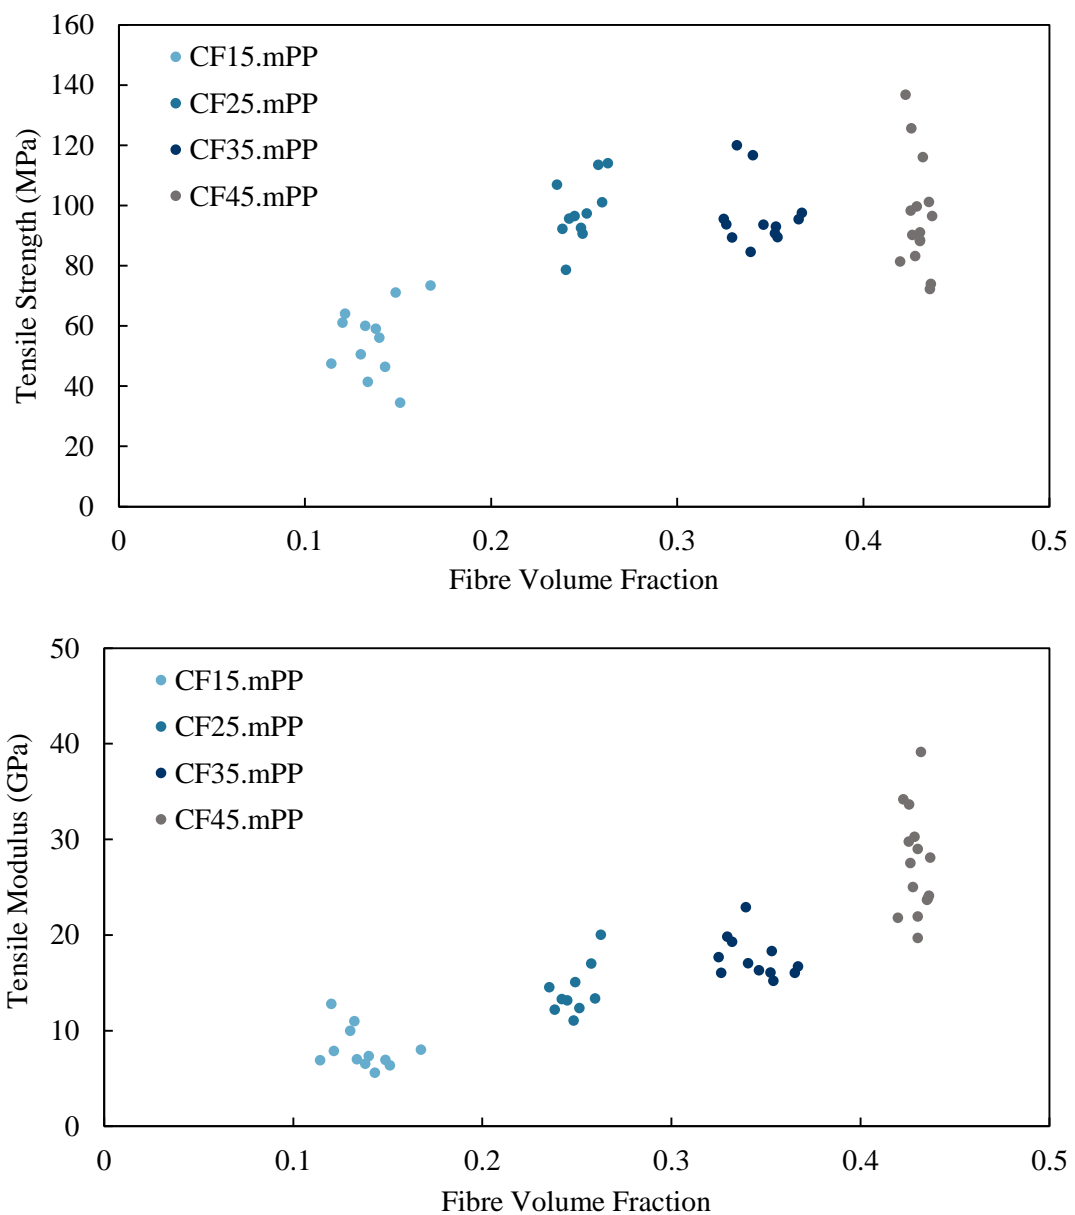 160
140
120
100
80
60
40
20
0
Tensile Strength (MPa)
CF15.mPP
CF25.mPP
CF35.mPP
CF45.mPP
0 0.1 0.2 0.3 0.4 0.5
Fibre Volume Fraction
50
40
30
20
10
0
Tensile Modulus (GPa)
CF15.mPP
CF25.mPP
CF35.mPP
CF45.mPP
0 0.1 0.2 0.3 0.4 0.5
Fibre Volume Fraction